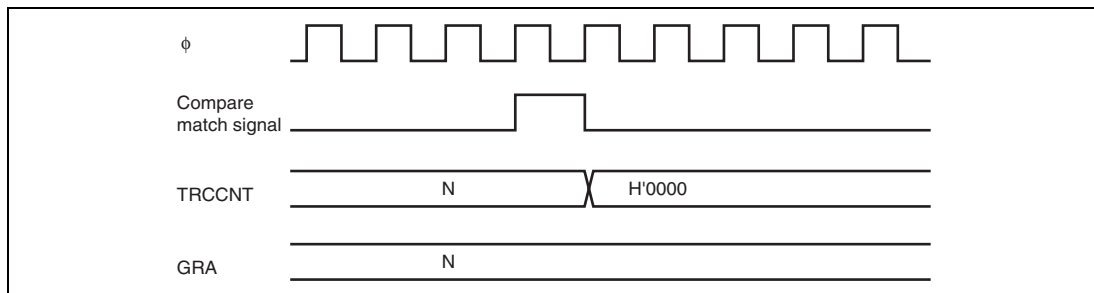 ϕ
Compare
match signal
TRCCNT N H'0000
GRA N